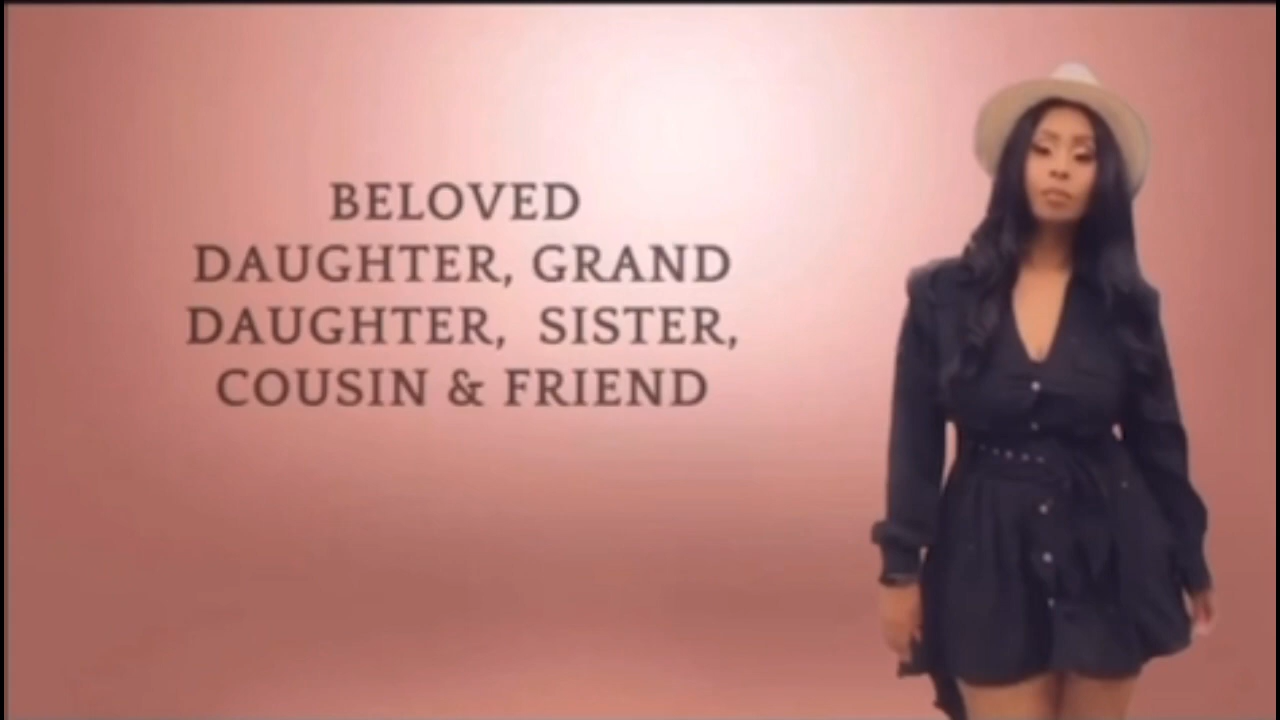 BELOVED
DAUGHTER, GRAND
DAUGHTER, SISTER,
COUSIN & FRIEND